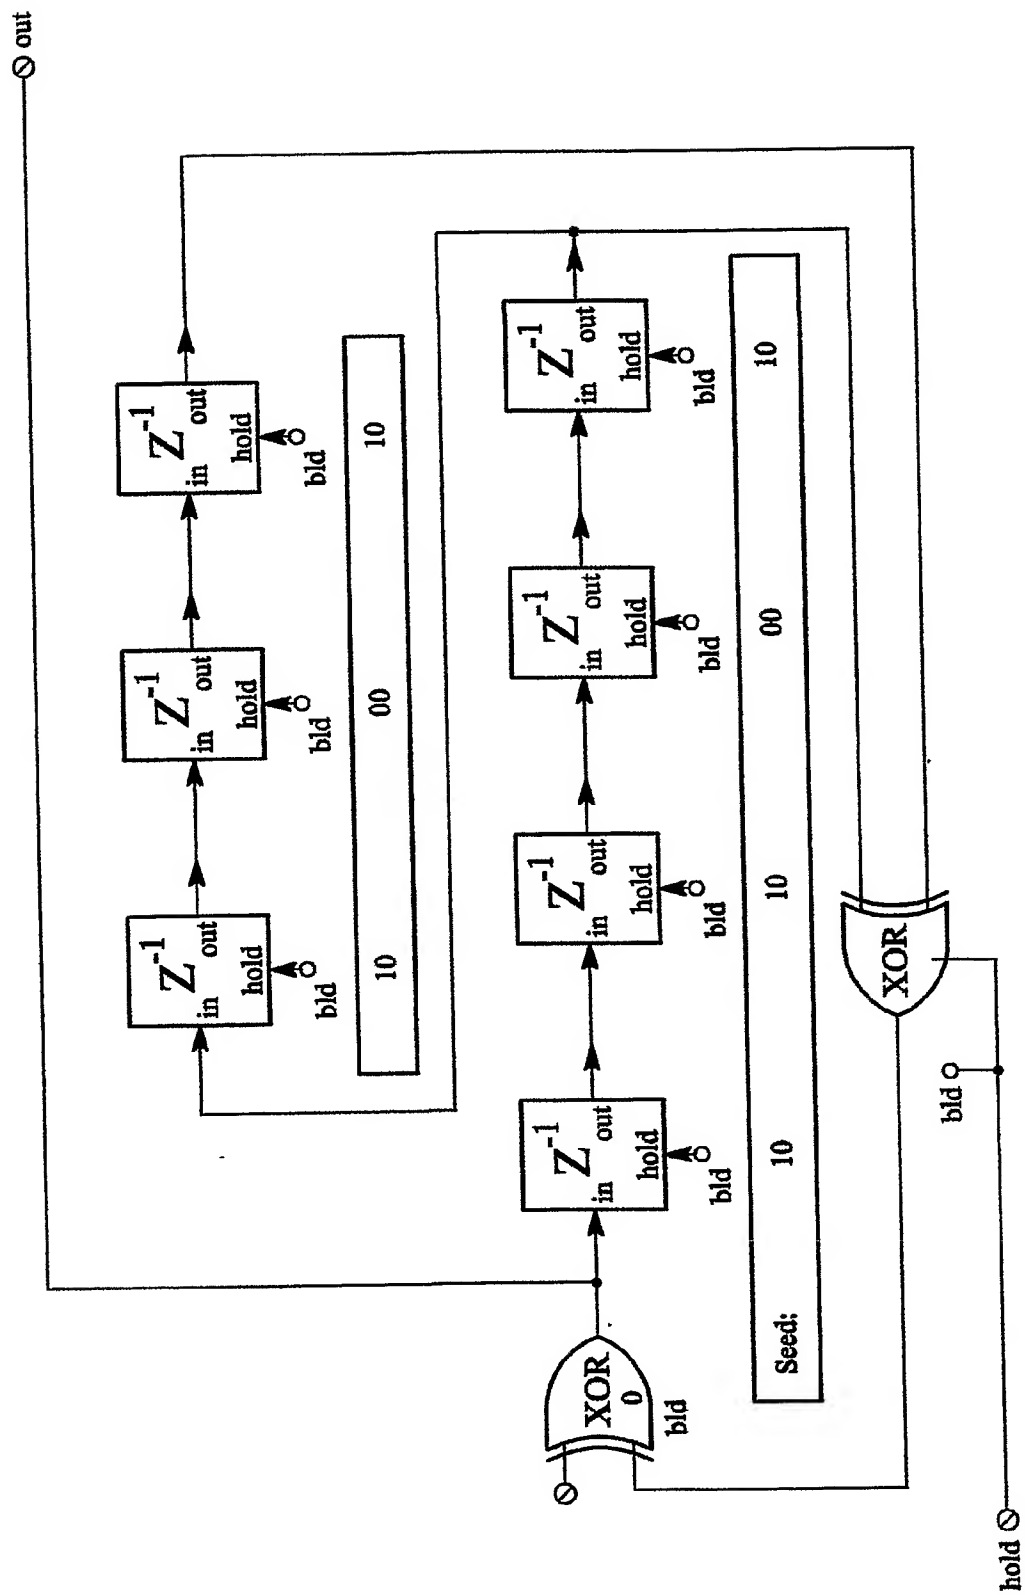 out
Z-1 Z-1 Z-1
in out in out in out
hold hold hold
bld bld bld
10 00 10
Z-1 Z-1 Z-1 Z-1
XOR in out in out in out in out
0 hold hold hold hold
bld bld bld bld bld
Seed: 10 10 00 10
XOR
bld
hold